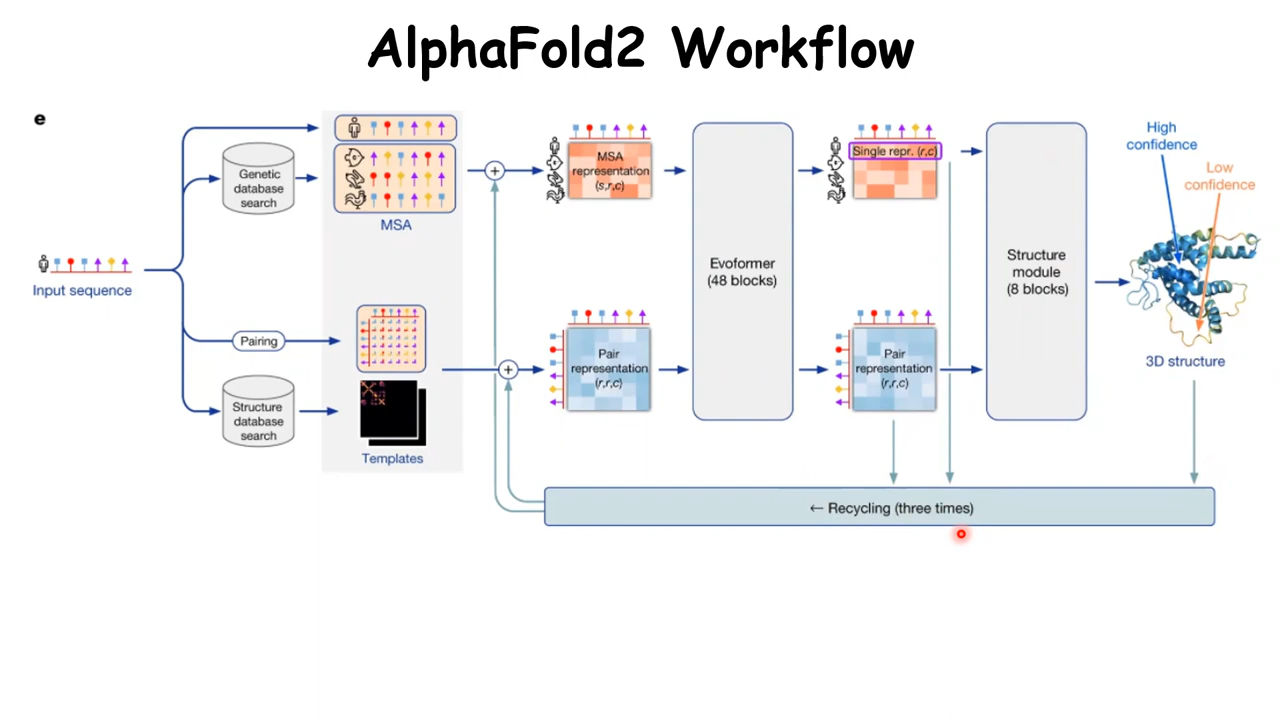 AlphaFold2 Workflow
e
Input sequence
Genetic
database
search
Pairing
Structure
database
search
MSA
Templates
MSA
representation
(s,r,c)
Pair
representation
(r,r,c)
Evoformer
(48 blocks)
Single repr. (r,c)
Pair
representation
(r,r,c)
Structure
module
(8 blocks)
High
confidence
Low
confidence
3D structure
← Recycling (three times)